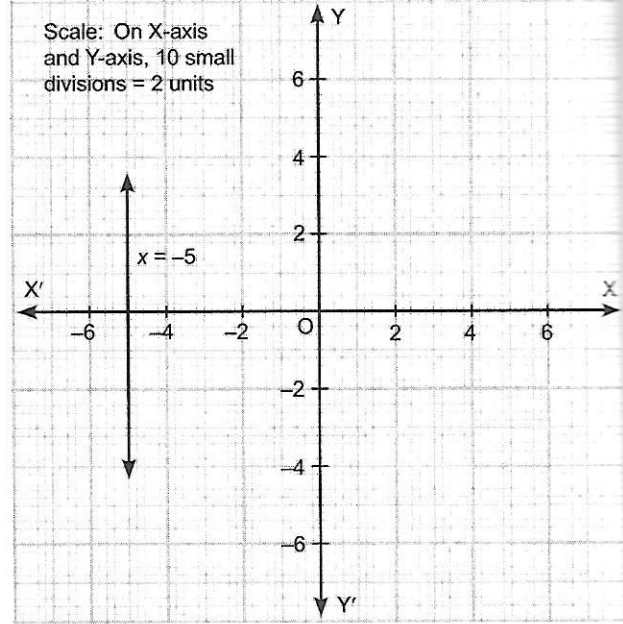 Scale: On X-axis
and Y-axis, 10 small
divisions = 2 units
Y
6
4
2
x = –5
X′
X
–6
–4
–2
O
2
4
6
–2
–4
–6
Y′